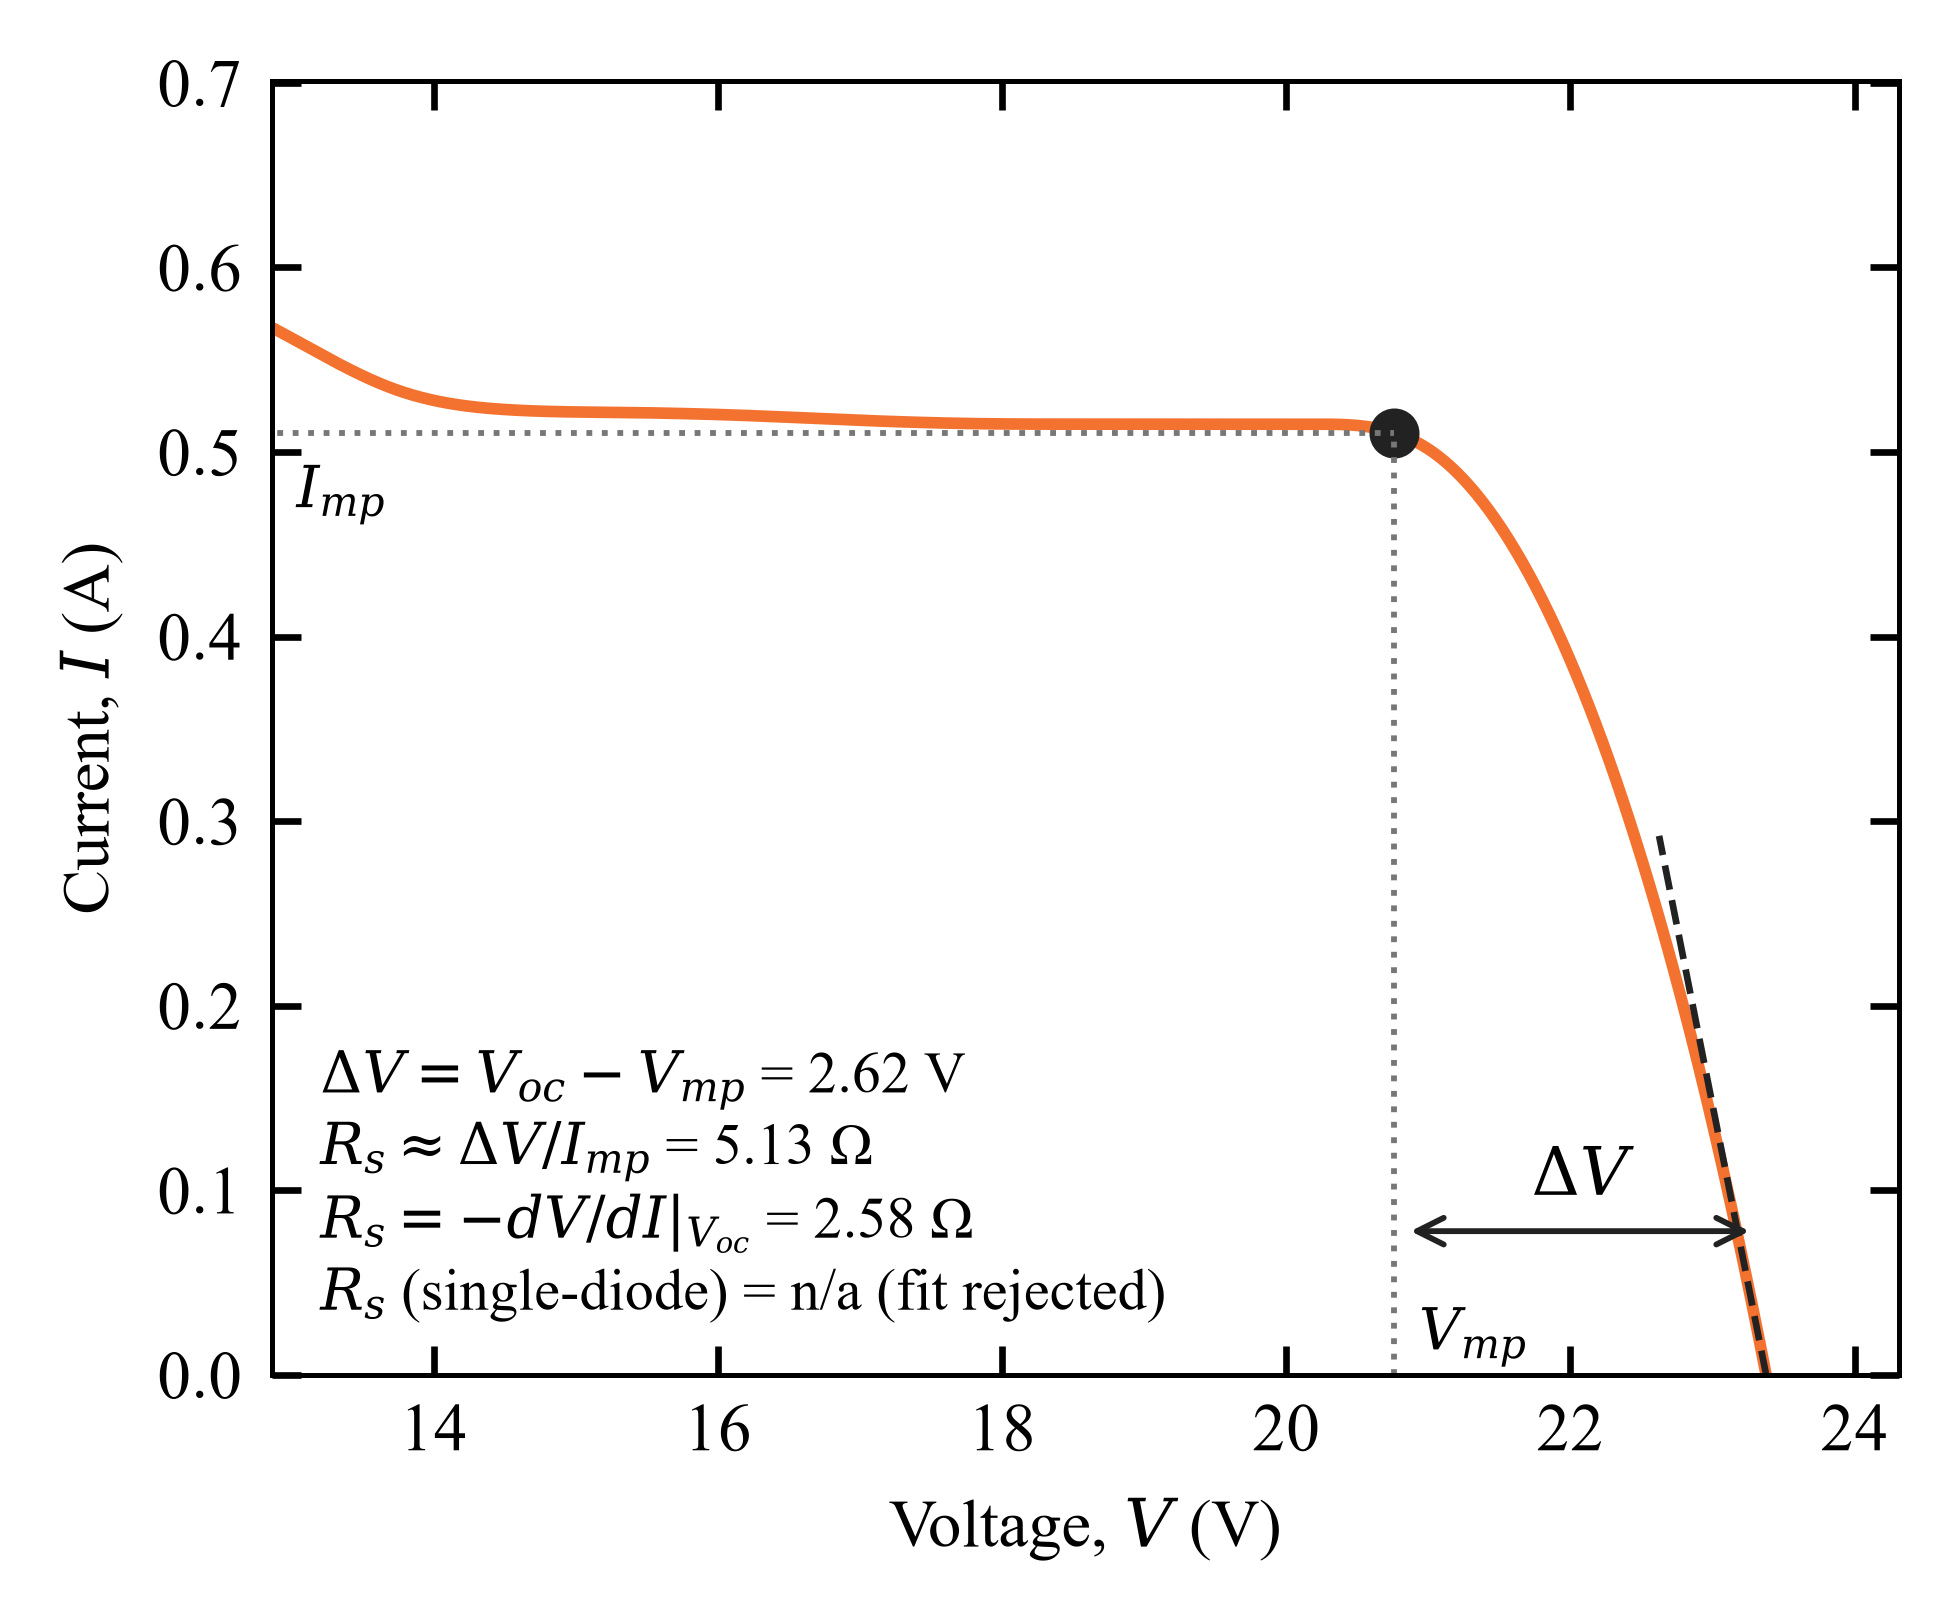 0.7
0.6
0.5
0.4
0.3
0.2
0.1
0.0
Current, I (A)
I_mp
ΔV = V_oc − V_mp = 2.62 V
R_s ≈ ΔV/I_mp = 5.13 Ω
R_s = −dV/dI|_V_oc = 2.58 Ω
R_s (single-diode) = n/a (fit rejected)
ΔV
V_mp
14 16 18 20 22 24
Voltage, V (V)